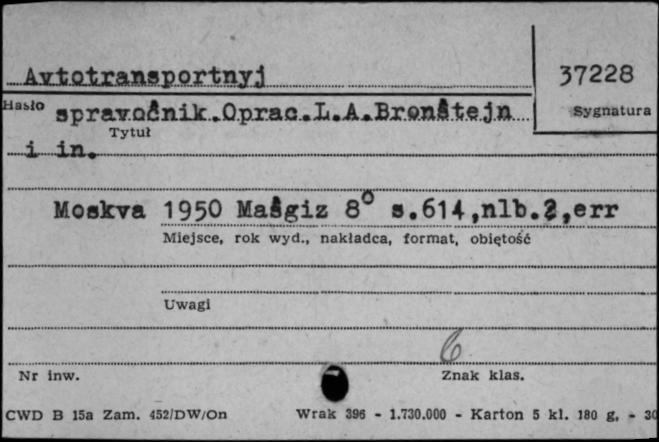 Avtotransportnyj
37228
Hasło spravočnik.Oprac.L.A.Bronštejn
Sygnatura
Tytuł
i in.
Moskva 1950 Mašgiz 8° s.614,nlb.2,err
Miejsce, rok wyd., nakładca, format, obiętość
Uwagi
6
Nr inw.
Znak klas.
CWD B 15a Zam. 452/DW/On Wrak 396 - 1.730.000 - Karton 5 kl. 180 g, - 30